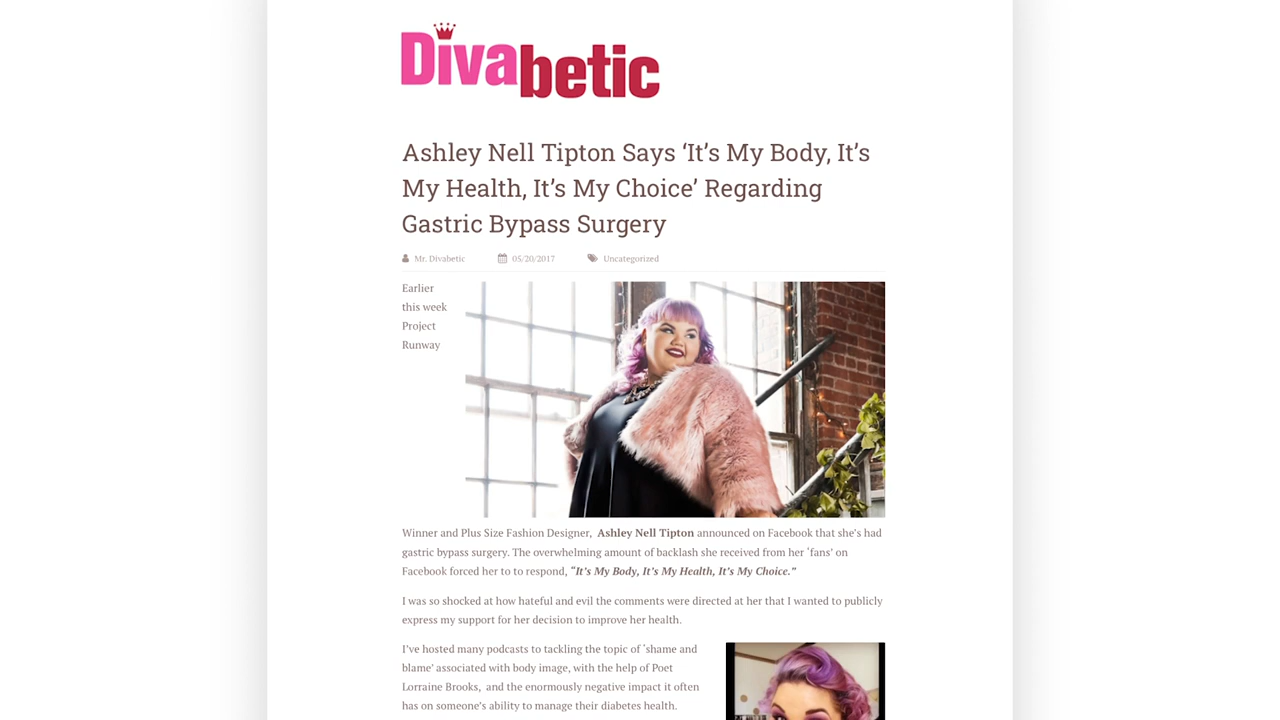 Divabetic
Ashley Nell Tipton Says ‘It’s My Body, It’s
My Health, It’s My Choice’ Regarding
Gastric Bypass Surgery
Mr. Divabetic 05/20/2017 Uncategorized
Earlier
this week
Project
Runway
Winner and Plus Size Fashion Designer, Ashley Nell Tipton announced on Facebook that she’s had
gastric bypass surgery. The overwhelming amount of backlash she received from her ‘fans’ on
Facebook forced her to to respond, “It’s My Body, It’s My Health, It’s My Choice.”
I was so shocked at how hateful and evil the comments were directed at her that I wanted to publicly
express my support for her decision to improve her health.
I’ve hosted many podcasts to tackling the topic of ‘shame and
blame’ associated with body image, with the help of Poet
Lorraine Brooks, and the enormously negative impact it often
has on someone’s ability to manage their diabetes health.